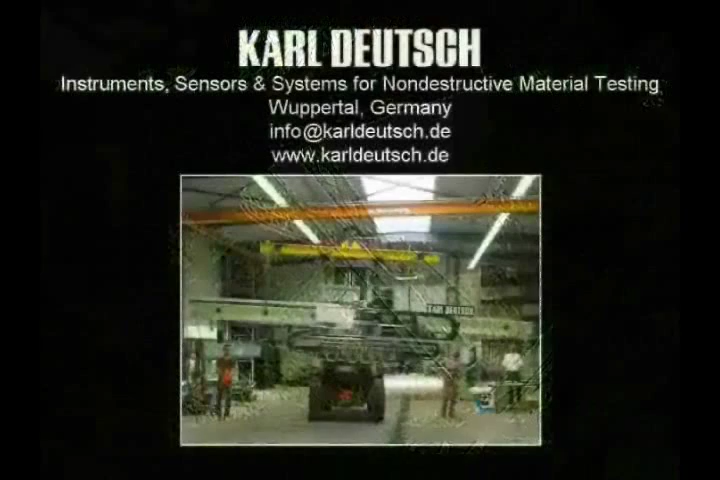 KARL DEUTSCH
Instruments, Sensors & Systems for Nondestructive Material Testing
Wuppertal, Germany
info@karldeutsch.de
www.karldeutsch.de
KARL DEUTSCH